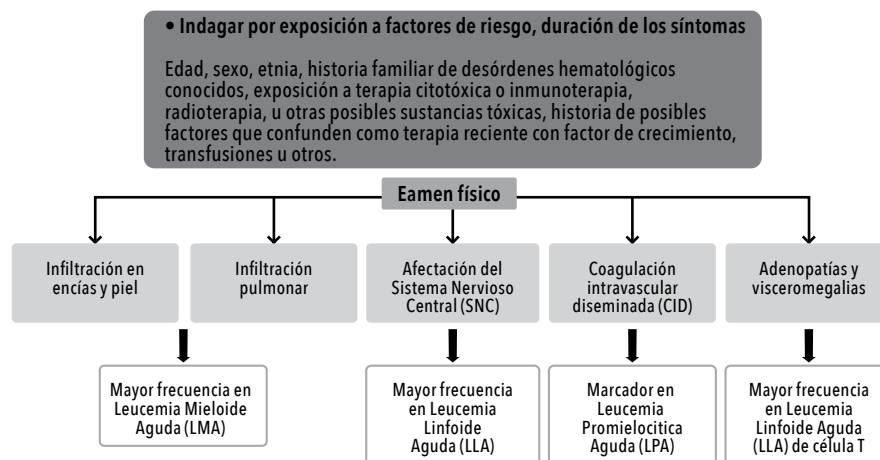 • Indagar por exposición a factores de riesgo, duración de los síntomas
Edad, sexo, etnia, historia familiar de desórdenes hematológicos
conocidos, exposición a terapia citotóxica o inmunoterapia,
radioterapia, u otras posibles sustancias tóxicas, historia de posibles
factores que confunden como terapia reciente con factor de crecimiento,
transfusiones u otros.
Eamen físico
Infiltración en
encías y piel
Infiltración
pulmonar
Afectación del
Sistema Nervioso
Central (SNC)
Coagulación
intravascular
diseminada (CID)
Adenopatías y
visceromegalias
Mayor frecuencia en
Leucemia Mieloide
Aguda (LMA)
Mayor frecuencia
en Leucemia
Linfoide
Aguda (LLA)
Marcador en
Leucemia
Promielocitica
Aguda (LPA)
Mayor frecuencia
en Leucemia
Linfoide Aguda
(LLA) de célula T